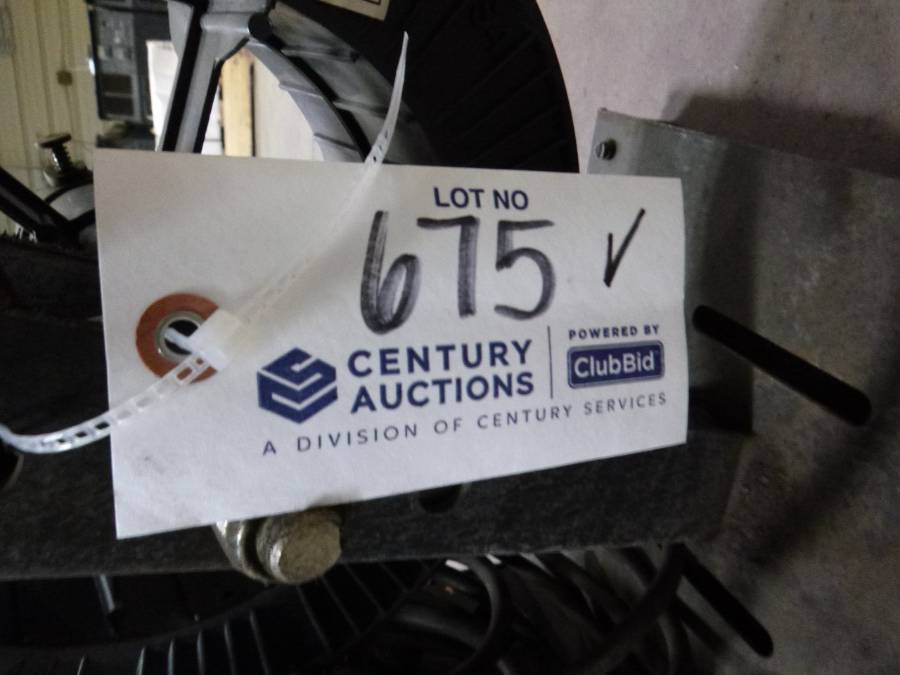 LOT NO
675 ✓
CENTURY
AUCTIONS
POWERED BY
ClubBid
A DIVISION OF CENTURY SERVICES